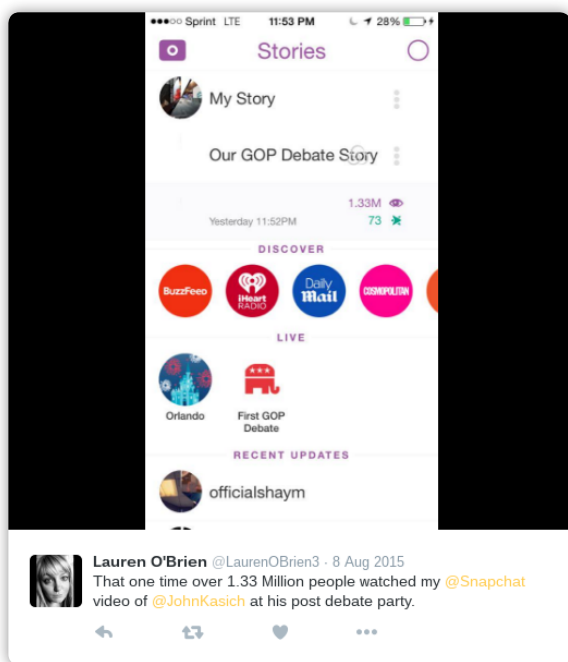 Sprint LTE 11:53 PM 28%
Stories
My Story
Our GOP Debate Story
1.33M
Yesterday 11:52PM 73
DISCOVER
BuzzFeed iHeart RADIO Daily Mail COSMOPOLITAN
LIVE
Orlando First GOP
Debate
RECENT UPDATES
officialshaym
Lauren O'Brien @LaurenOBrien3 · 8 Aug 2015
That one time over 1.33 Million people watched my @Snapchat
video of @JohnKasich at his post debate party.